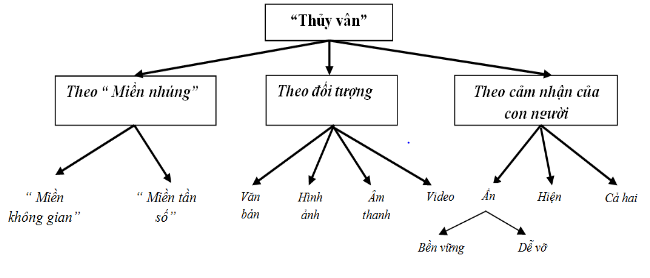 “Thủy vân”
Theo “ Miền nhúng”
Theo đối tượng
Theo cảm nhận của
con người
“ Miền
không gian”
“ Miền tần
số”
Văn
bản
Hình
ảnh
Âm
thanh
Video
Ẩn
Hiện
Cả hai
Bền vững
Dễ vỡ